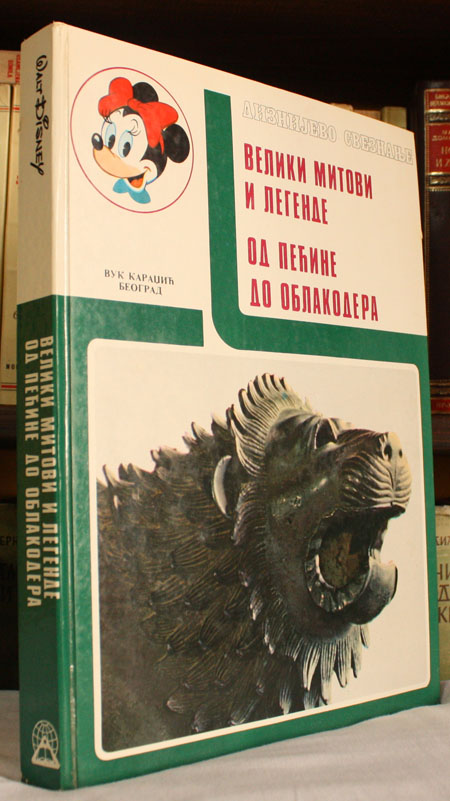 WALT DISNEY
ДИЗНИЈЕВО СВЕЗНАЊЕ
ВЕЛИКИ МИТОВИ
И ЛЕГЕНДЕ
ОД ПЕЋИНЕ
ДО ОБЛАКОДЕРА
ВУК КАРАЏИЋ
БЕОГРАД
ВЕЛИКИ МИТОВИ И ЛЕГЕНДЕ
ОД ПЕЋИНЕ ДО ОБЛАКОДЕРА